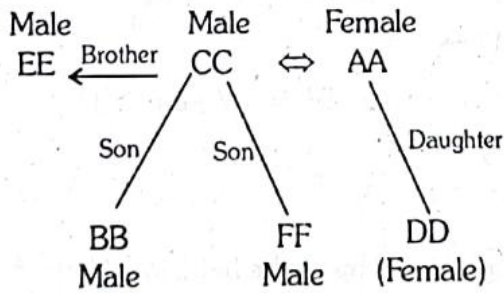 Male Male Female
EE Brother CC ⇔ AA
Son Son Daughter
BB FF DD
Male Male (Female)